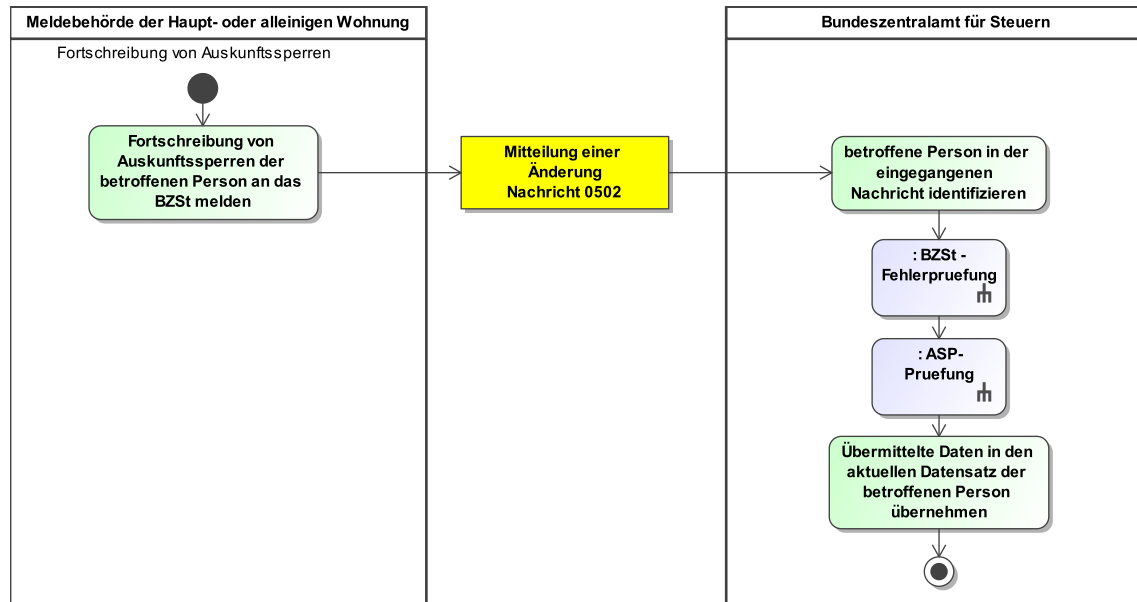 Meldebehörde der Haupt- oder alleinigen Wohnung
Bundeszentralamt für Steuern
Fortschreibung von Auskunftssperren
Fortschreibung von
Auskunftssperren der
betroffenen Person an das
BZSt melden
Mitteilung einer
Änderung
Nachricht 0502
betroffene Person in der
eingegangenen
Nachricht identifizieren
: BZSt -
Fehlerpruefung
: ASP-
Pruefung
Übermittelte Daten in den
aktuellen Datensatz der
betroffenen Person
übernehmen